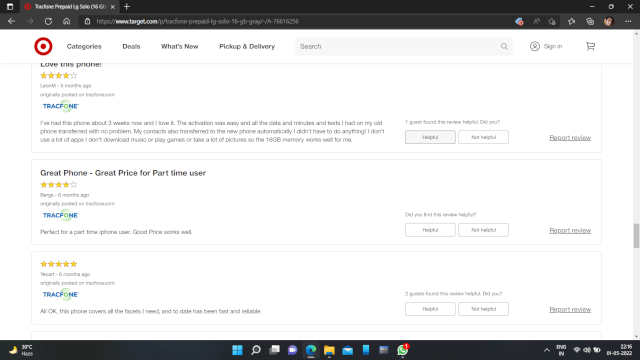 Tracfone Prepaid Lg Solo (16 Gb
https://www.target.com/p/tracfone-prepaid-lg-solo-16-gb-gray/-/A-76616256
Categories Deals What's New Pickup & Delivery Search Sign in
Love this phone!
LeonM - 6 months ago
originally posted on tracfone.com
TRACFONE
I've had this phone about 3 weeks now and I love it. The activation was easy and all the data and minutes and texts I had on my old
phone transferred with no problem. My contacts also transferred to the new phone automatically I didn't have to do anything! I don't
use a lot of apps I don't download music or play games or take a lot of pictures so the 16GB memory works well for me.
1 guest found this review helpful. Did you?
Helpful Not helpful Report review
Great Phone - Great Price for Part time user
Bergs - 6 months ago
originally posted on tracfone.com
TRACFONE
Perfect for a part time iphone user. Good Price works well.
Did you find this review helpful?
Helpful Not helpful Report review
Yecart - 6 months ago
originally posted on tracfone.com
TRACFONE
All OK, this phone covers all the facets I need, and to date has been fast and reliable
2 guests found this review helpful. Did you?
Helpful Not helpful Report review
30°C
Haze
ENG
IN
22:16
01-05-2022